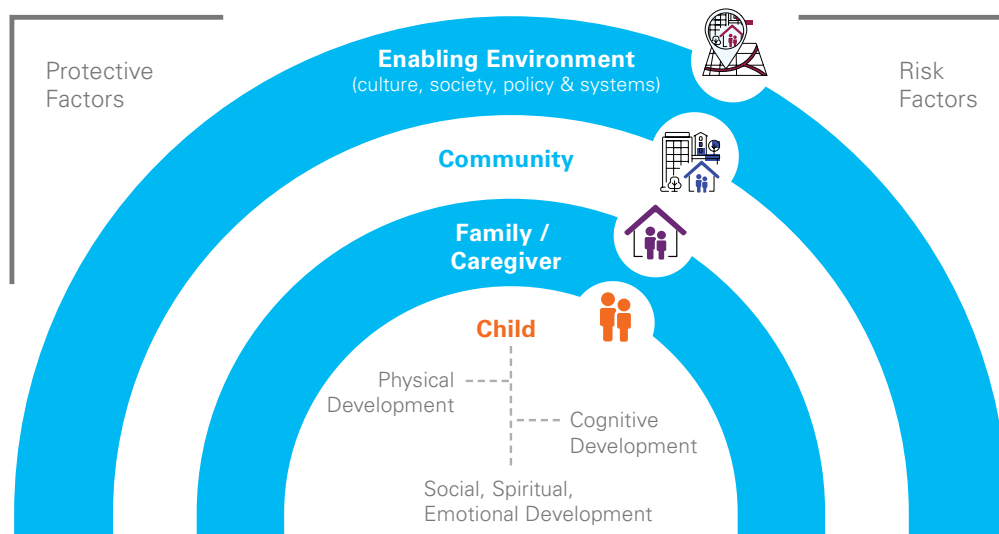 Protective
Factors
Risk
Factors
Enabling Environment
(culture, society, policy & systems)
Community
Family /
Caregiver
Child
Physical
Development
Cognitive
Development
Social, Spiritual,
Emotional Development